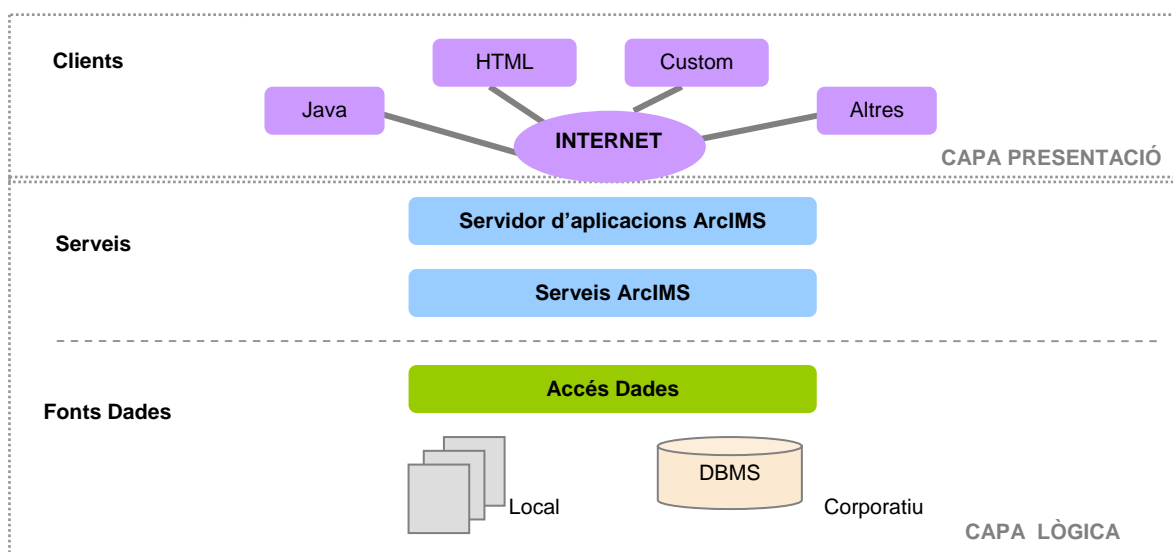 Clients
HTML
Custom
Java
Altres
INTERNET
CAPA PRESENTACIÓ
Servidor d’aplicacions ArcIMS
Serveis
Serveis ArcIMS
Accés Dades
Fonts Dades
DBMS
Local
Corporatiu
CAPA LÒGICA